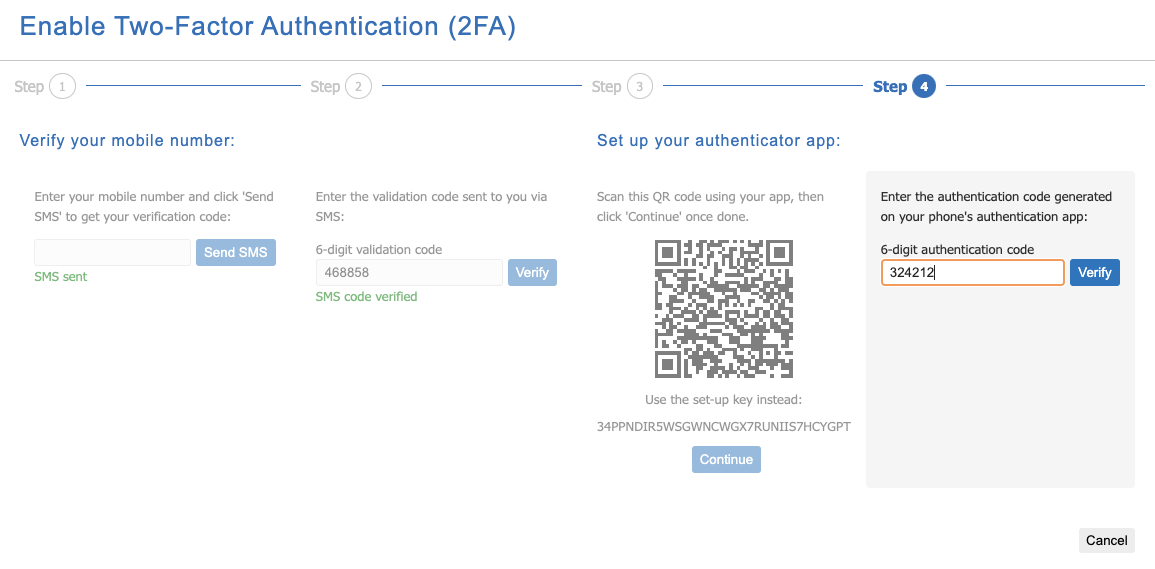 Enable Two-Factor Authentication (2FA)
Step 1
Step 2
Step 3
Step 4
Verify your mobile number:
Enter your mobile number and click 'Send
SMS' to get your verification code:
Send SMS
SMS sent
Enter the validation code sent to you via
SMS:
6-digit validation code
468858
Verify
SMS code verified
Set up your authenticator app:
Scan this QR code using your app, then
click 'Continue' once done.
Use the set-up key instead:
34PPNDIR5WSGWNCWGX7RUNIIS7HCYGPT
Continue
Enter the authentication code generated
on your phone's authentication app:
6-digit authentication code
324212
Verify
Cancel